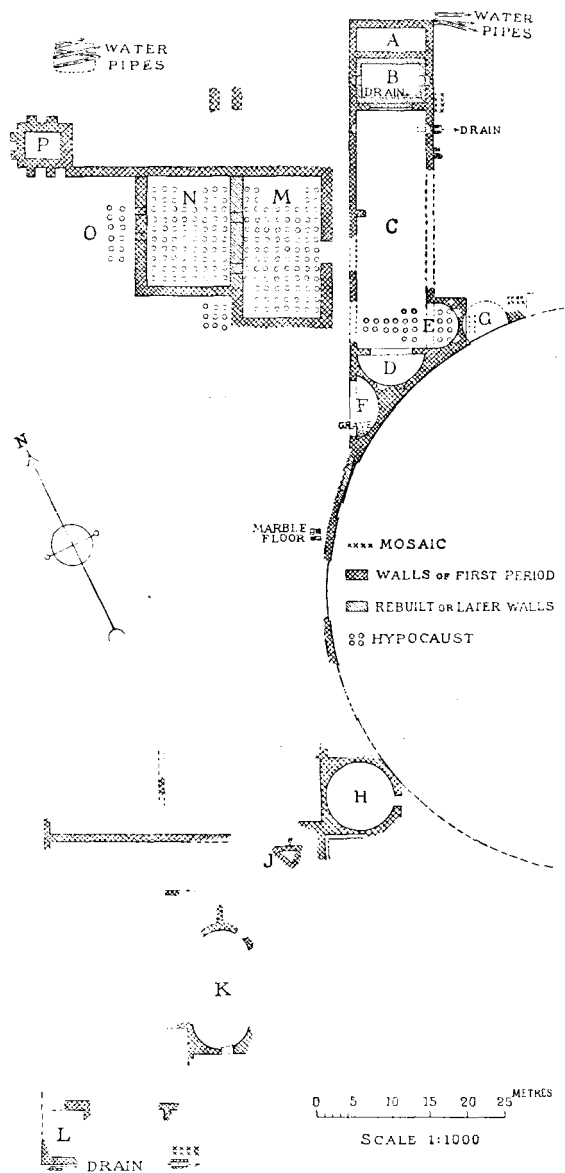 WATER
PIPES
WATER
PIPES
A
B
DRAIN
DRAIN
P
N
M
C
O
E
G
D
F
GRAVE
N
MARBLE
FLOOR
MOSAIC
WALLS OF FIRST PERIOD
REBUILT OR LATER WALLS
HYPOCAUST
H
J
K
L
DRAIN
0 5 10 15 20 25 METRES
SCALE 1:1000